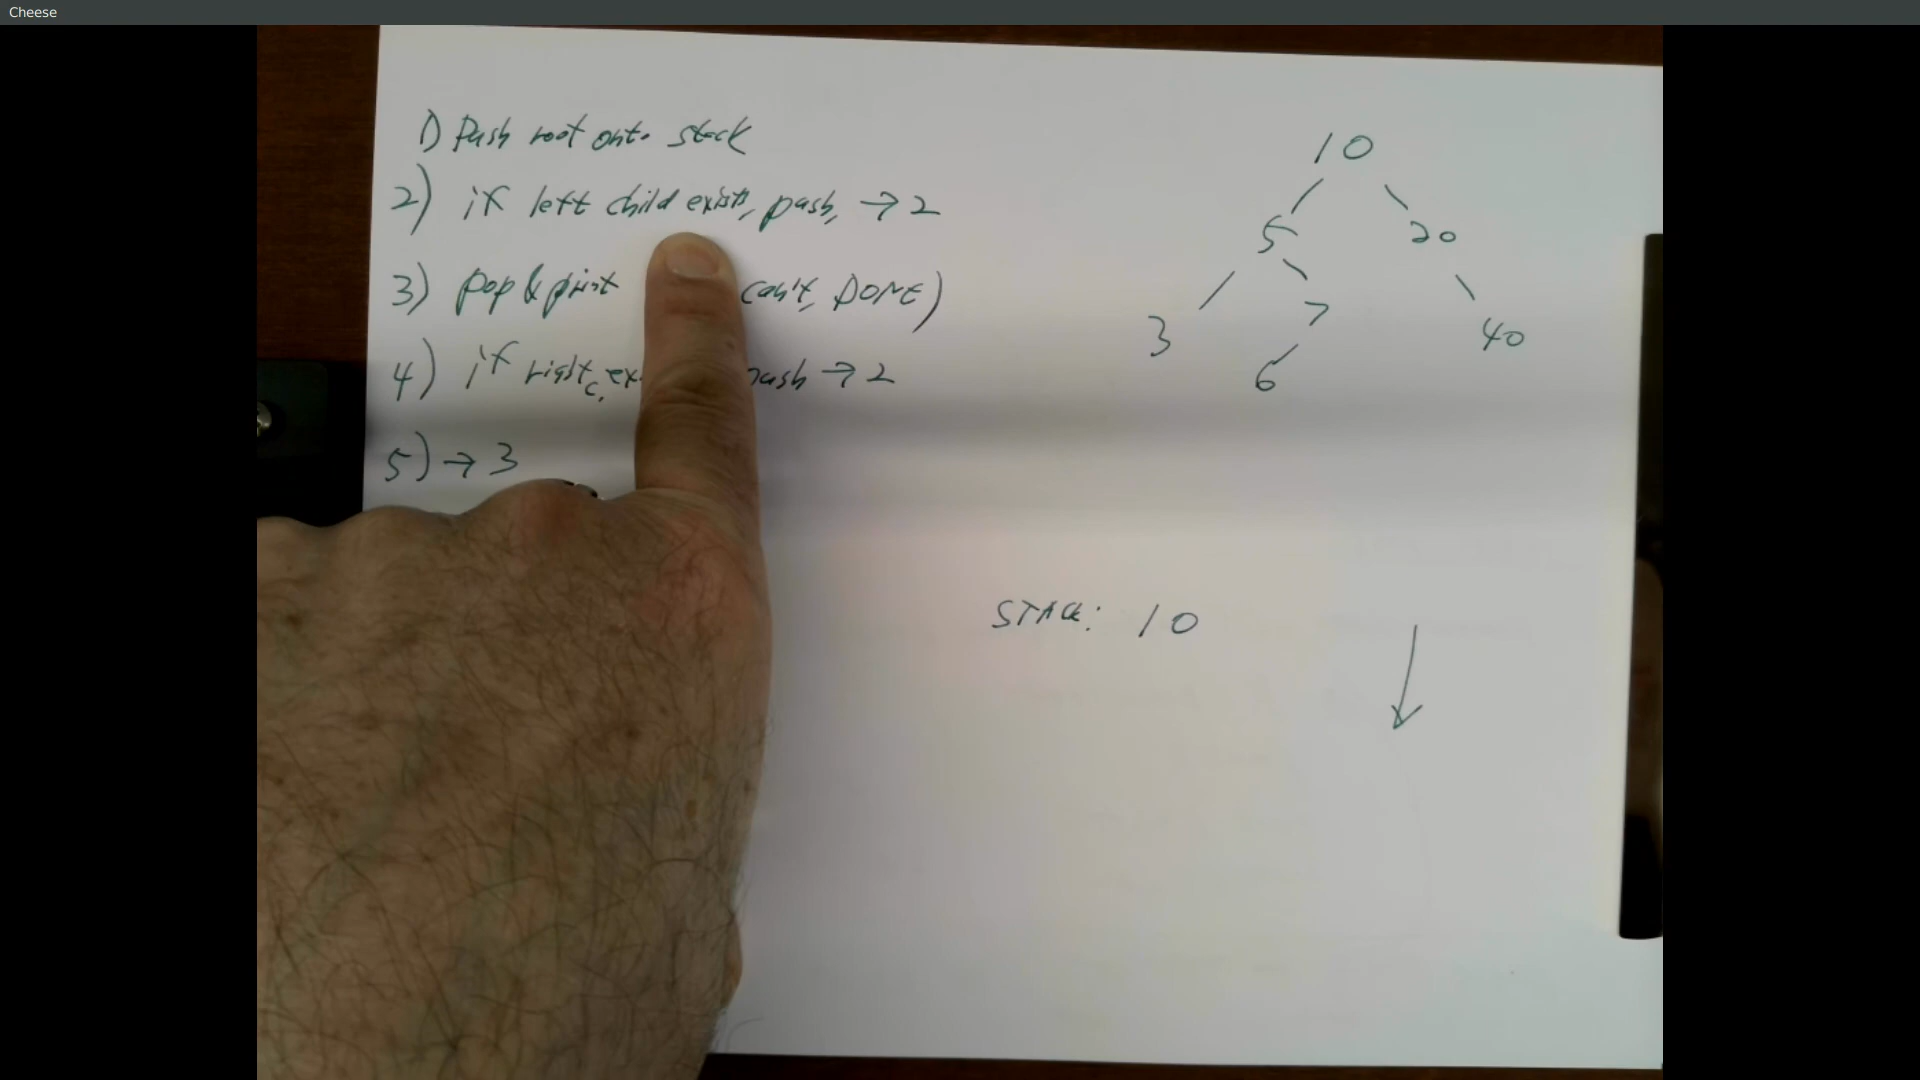 Cheese
1) Push root onto stack
2) if left child exists, push, → 2
3) pop & print can't, DONE)
4) if right c. push → 2
5) → 3
10
5 20
3 7 40
6
STACK: 10